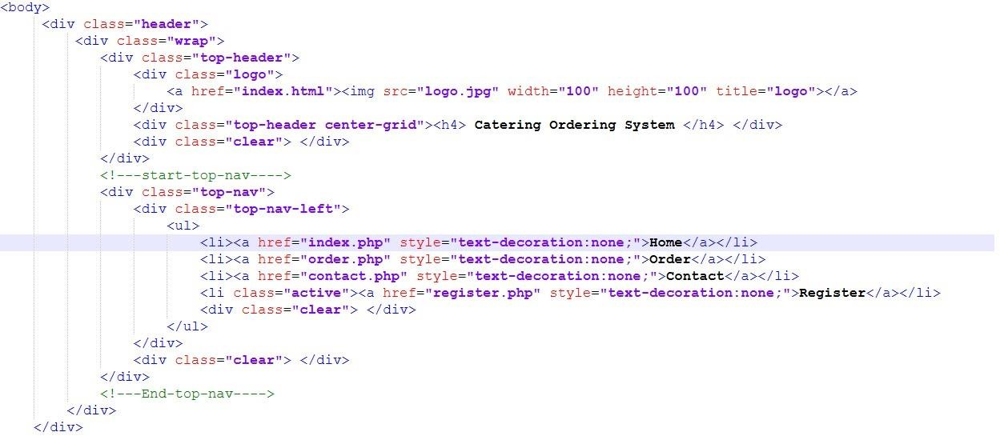 <body>
<div class="header">
<div class="wrap">
<div class="top-header">
<div class="logo">
<a href="index.html"><img src="logo.jpg" width="100" height="100" title="logo"></a>
</div>
<div class="top-header center-grid"><h4> Catering Ordering System </h4> </div>
<div class="clear"> </div>
</div>
<!---start-top-nav---->
<div class="top-nav">
<div class="top-nav-left">
<ul>
<li><a href="index.php" style="text-decoration:none;">Home</a></li>
<li><a href="order.php" style="text-decoration:none;">Order</a></li>
<li><a href="contact.php" style="text-decoration:none;">Contact</a></li>
<li class="active"><a href="register.php" style="text-decoration:none;">Register</a></li>
<div class="clear"> </div>
</ul>
</div>
<div class="clear"> </div>
</div>
<!---End-top-nav---->
</div>
</div>